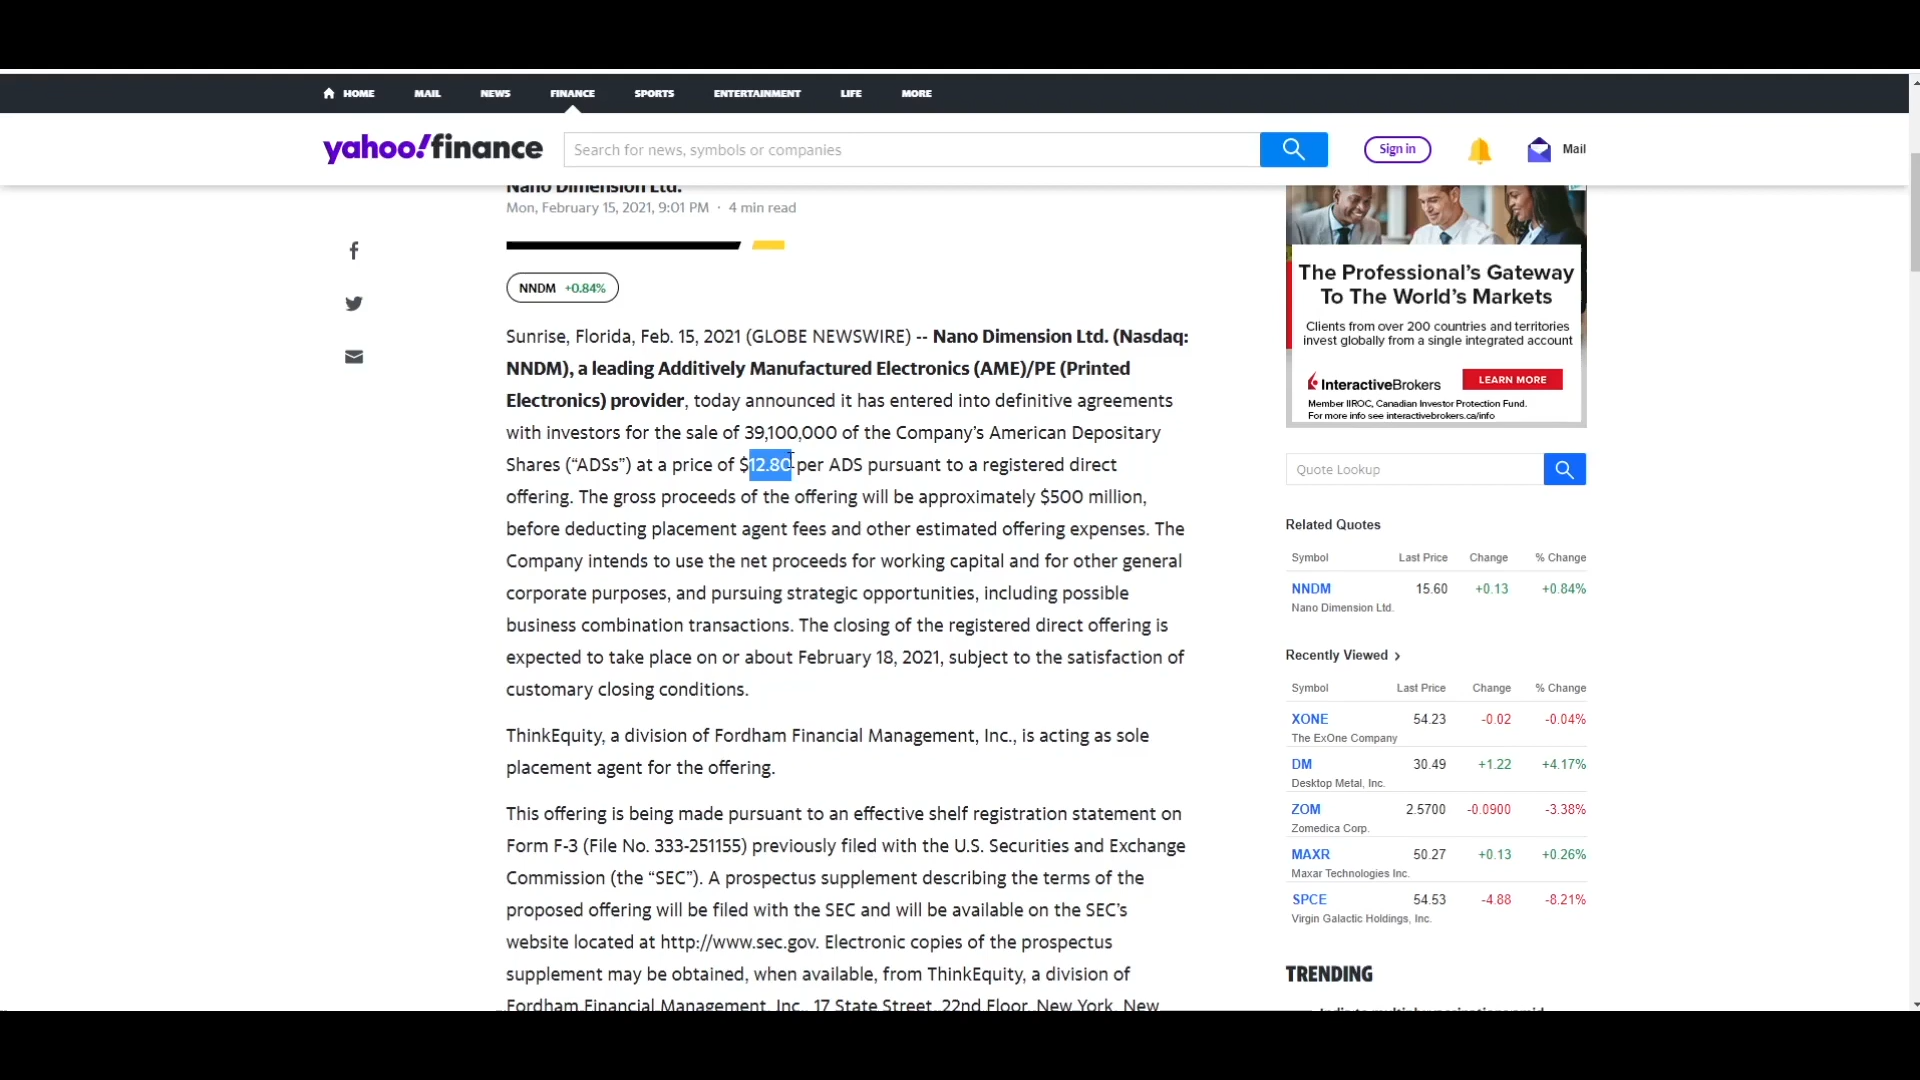 HOME MAIL NEWS FINANCE SPORTS ENTERTAINMENT LIFE MORE
yahoo!finance
Search for news, symbols or companies
Sign in
Mail
Nano Dimension Ltd.
Mon, February 15, 2021, 9:01 PM · 4 min read
NNDM +0.84%
Sunrise, Florida, Feb. 15, 2021 (GLOBE NEWSWIRE) -- Nano Dimension Ltd. (Nasdaq:
NNDM), a leading Additively Manufactured Electronics (AME)/PE (Printed
Electronics) provider, today announced it has entered into definitive agreements
with investors for the sale of 39,100,000 of the Company’s American Depositary
Shares (“ADSs”) at a price of $12.80 per ADS pursuant to a registered direct
offering. The gross proceeds of the offering will be approximately $500 million,
before deducting placement agent fees and other estimated offering expenses. The
Company intends to use the net proceeds for working capital and for other general
corporate purposes, and pursuing strategic opportunities, including possible
business combination transactions. The closing of the registered direct offering is
expected to take place on or about February 18, 2021, subject to the satisfaction of
customary closing conditions.
ThinkEquity, a division of Fordham Financial Management, Inc., is acting as sole
placement agent for the offering.
This offering is being made pursuant to an effective shelf registration statement on
Form F-3 (File No. 333-251155) previously filed with the U.S. Securities and Exchange
Commission (the “SEC”). A prospectus supplement describing the terms of the
proposed offering will be filed with the SEC and will be available on the SEC’s
website located at http://www.sec.gov. Electronic copies of the prospectus
supplement may be obtained, when available, from ThinkEquity, a division of
Fordham Financial Management, Inc., 17 State Street, 22nd Floor, New York, New
The Professional’s Gateway
To The World’s Markets
Clients from over 200 countries and territories
invest globally from a single integrated account
InteractiveBrokers
LEARN MORE
Member IIROC, Canadian Investor Protection Fund.
For more info see interactivebrokers.ca/info
Quote Lookup
Related Quotes
Symbol Last Price Change % Change
NNDM 15.60 +0.13 +0.84%
Nano Dimension Ltd.
Recently Viewed
Symbol Last Price Change % Change
XONE 54.23 -0.02 -0.04%
The ExOne Company
DM 30.49 +1.22 +4.17%
Desktop Metal, Inc.
ZOM 2.5700 -0.0900 -3.38%
Zomedica Corp.
MAXR 50.27 +0.13 +0.26%
Maxar Technologies Inc.
SPCE 54.53 -4.88 -8.21%
Virgin Galactic Holdings, Inc.
TRENDING